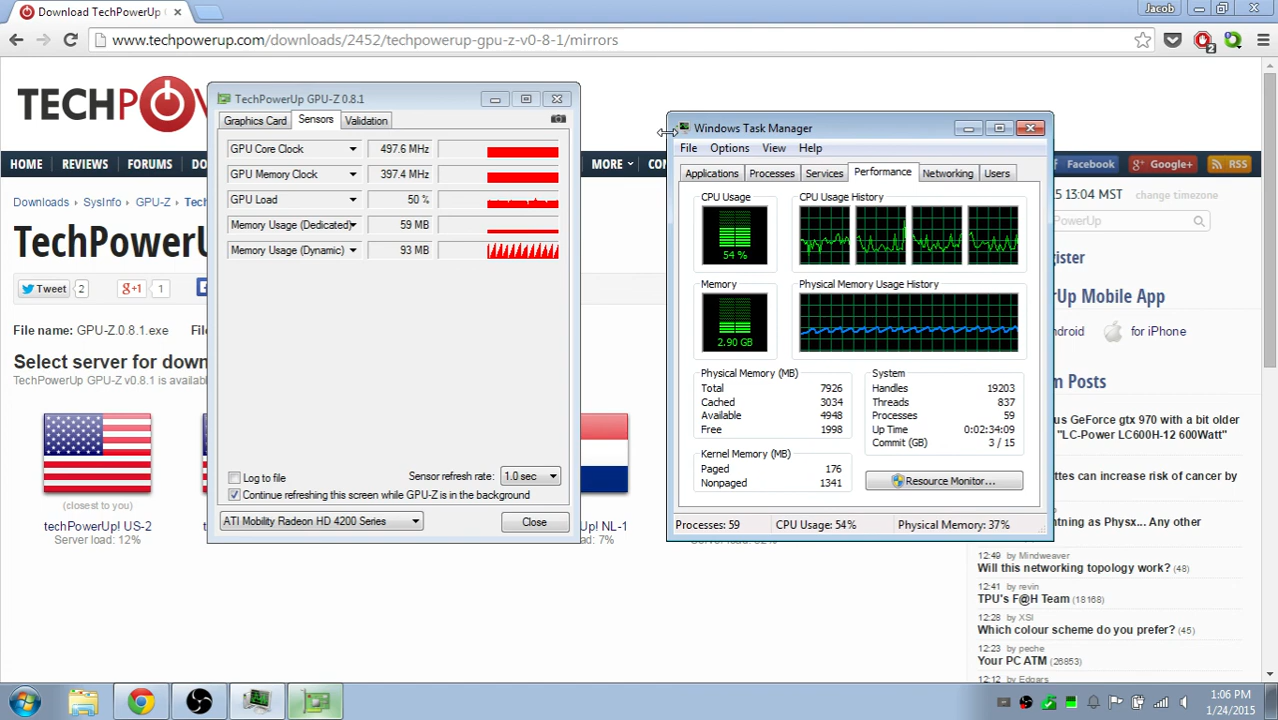 Download TechPowerUp
Jacob
www.techpowerup.com/downloads/2452/techpowerup-gpu-z-v0-8-1/mirrors
2
TECHPO
HOME REVIEWS FORUMS
MORE
Facebook Google+ RSS
15 13:04 MST change timezone
Downloads SysInfo GPU-Z
PowerUp
TechPowerU
Tweet 2 g+1 1
File name: GPU-Z.0.8.1.exe
Select server for down
TechPowerUp GPU-Z v0.8.1 is availab
(closest to you)
techPowerUp! US-2
Server load: 12%
TechPowerUp GPU-Z 0.8.1
Graphics Card Sensors Validation
GPU Core Clock 497.6 MHz
GPU Memory Clock 397.4 MHz
GPU Load 50 %
Memory Usage (Dedicated) 59 MB
Memory Usage (Dynamic) 93 MB
Log to file Sensor refresh rate: 1.0 sec
Continue refreshing this screen while GPU-Z is in the background
ATI Mobility Radeon HD 4200 Series Close
Up! NL-1
d: 7%
Windows Task Manager
File Options View Help
Applications Processes Services Performance Networking Users
CPU Usage CPU Usage History
54 %
Memory Physical Memory Usage History
2.90 GB
Physical Memory (MB)
Total 7926
Cached 3034
Available 4948
Free 1998
Kernel Memory (MB)
Paged 176
Nonpaged 1341
System
Handles 19203
Threads 837
Processes 59
Up Time 0:02:34:09
Commit (GB) 3 / 15
Resource Monitor...
Processes: 59 CPU Usage: 54% Physical Memory: 37%
egister
erUp Mobile App
ndroid for iPhone
m Posts
us GeForce gtx 970 with a bit older
"LC-Power LC600H-12 600Watt"
ttes can increase risk of cancer by
htning as Physx... Any other
12:49 by Mindweaver
Will this networking topology work? (48)
12:41 by revin
TPU's F@H Team (18168)
12:28 by XSI
Which colour scheme do you prefer? (45)
12:23 by peche
Your PC ATM (26853)
12:03 by Edgars
1:06 PM
1/24/2015